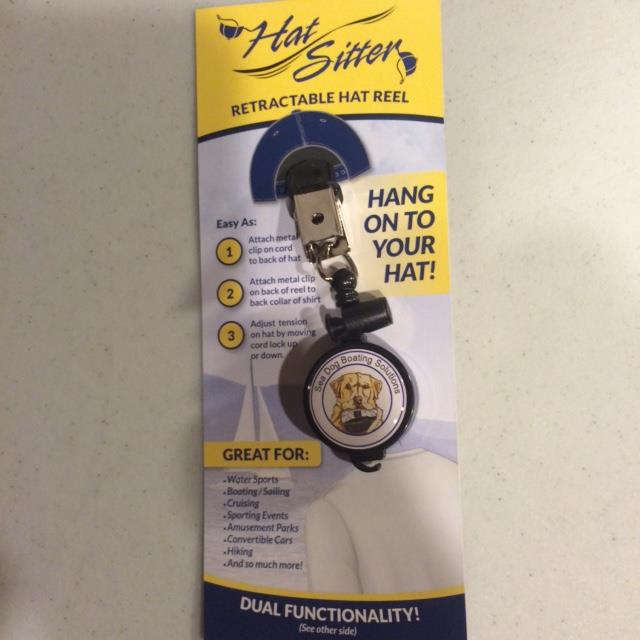 Hat
Sitter
RETRACTABLE HAT REEL
HANG
ON TO
YOUR
HAT!
Easy As:
1
Attach metal
clip on cord
to back of hat
2
Attach metal clip
on back of reel to
back collar of shirt
3
Adjust tension
on hat by moving
cord lock up
or down.
Sea Dog Boating Solutions
GREAT FOR:
• Water Sports
• Boating / Sailing
• Cruising
• Sporting Events
• Amusement Parks
• Convertible Cars
• Hiking
• And so much more!
DUAL FUNCTIONALITY!
(See other side)